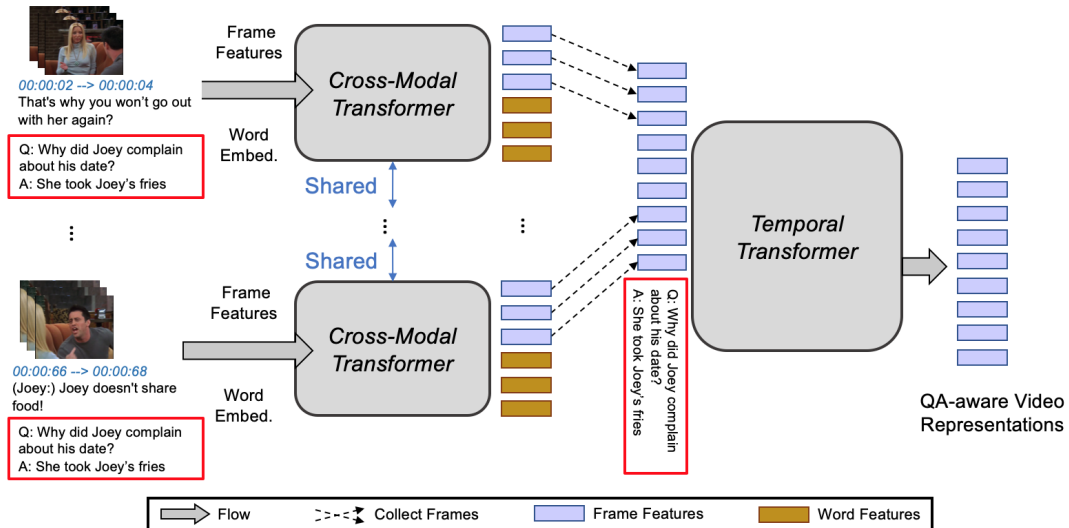 Frame
Features
00:00:02 --> 00:00:04
That's why you won't go out
with her again?
Q: Why did Joey complain
about his date?
A: She took Joey's fries
Word
Embed.
Cross-Modal
Transformer
Shared
...
...
...
Shared
Frame
Features
00:00:66 --> 00:00:68
(Joey:) Joey doesn't share
food!
Q: Why did Joey complain
about his date?
A: She took Joey's fries
Word
Embed.
Cross-Modal
Transformer
Q: Why did Joey complain
about his date?
A: She took Joey's fries
Temporal
Transformer
QA-aware Video
Representations
Flow
Collect Frames
Frame Features
Word Features